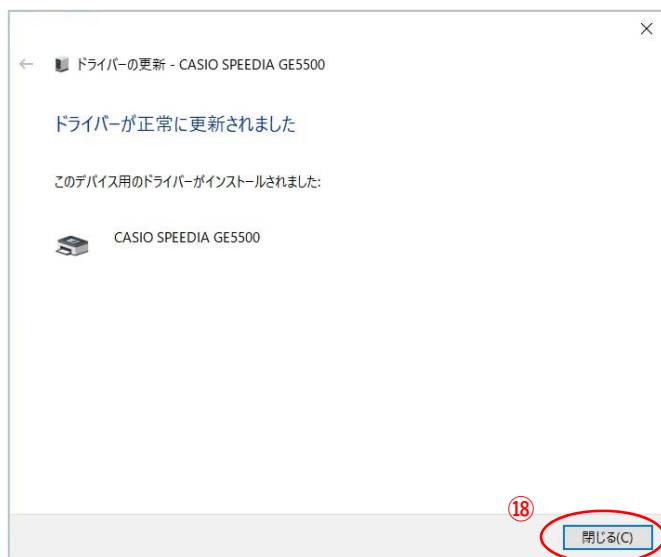 ドライバーの更新 - CASIO SPEEDIA GE5500
ドライバーが正常に更新されました
このデバイス用のドライバーがインストールされました:
CASIO SPEEDIA GE5500
⑱
閉じる(C)